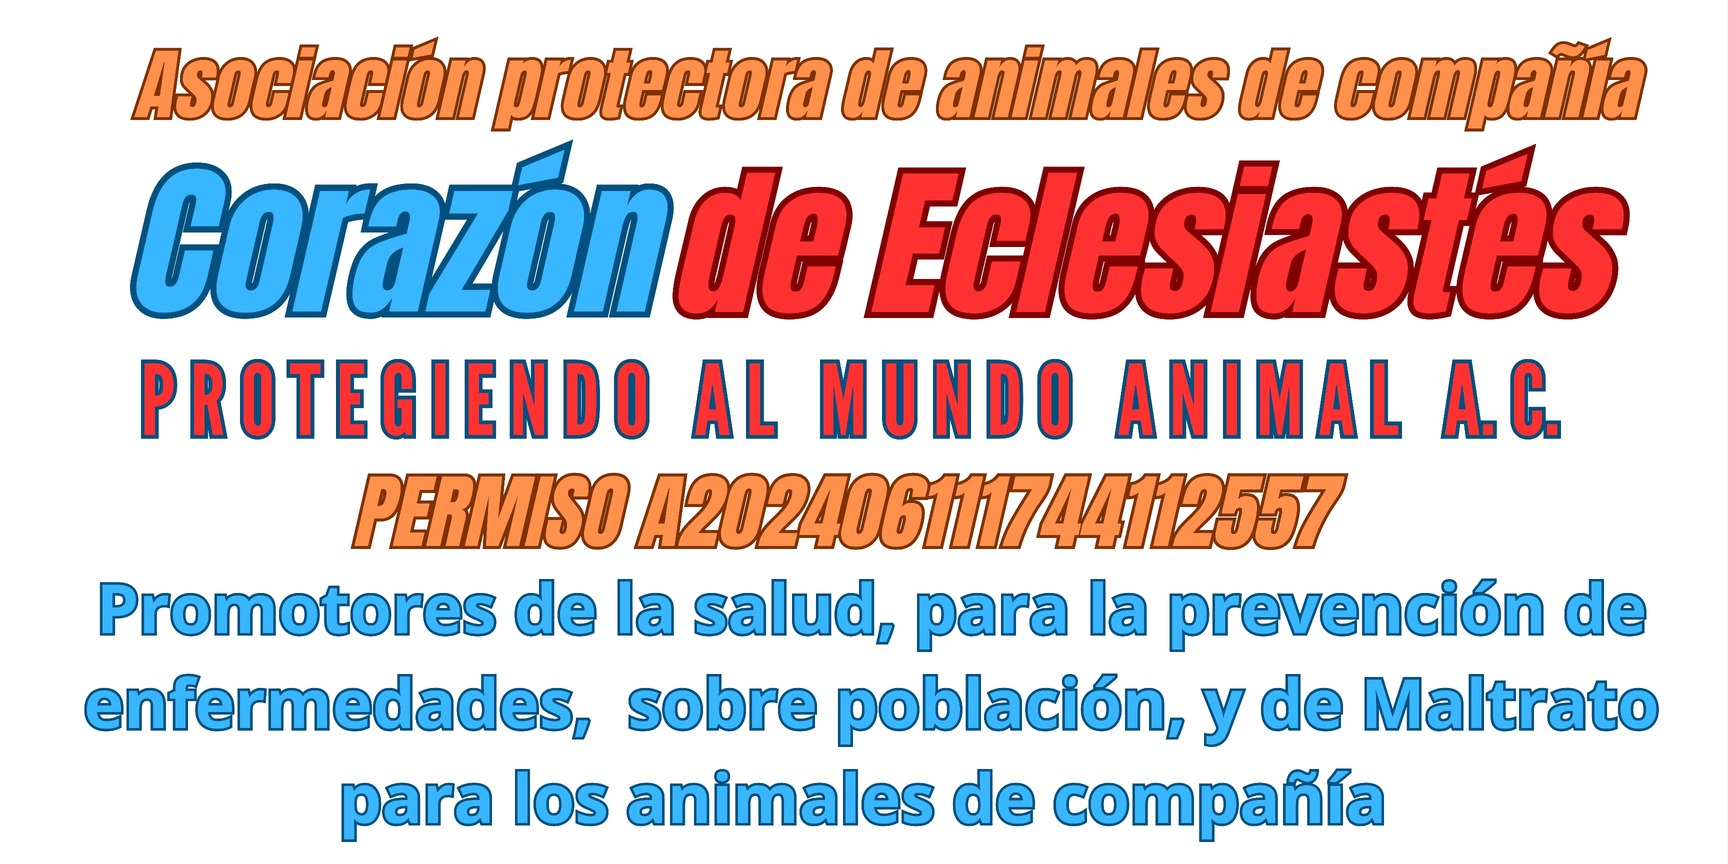 Asociación protectora de animales de compañía
Corazón de Eclesiastés
PROTEGIENDO AL MUNDO ANIMAL A.C.
PERMISO A202406111744112557
Promotores de la salud, para la prevención de
enfermedades, sobre población, y de Maltrato
para los animales de compañía